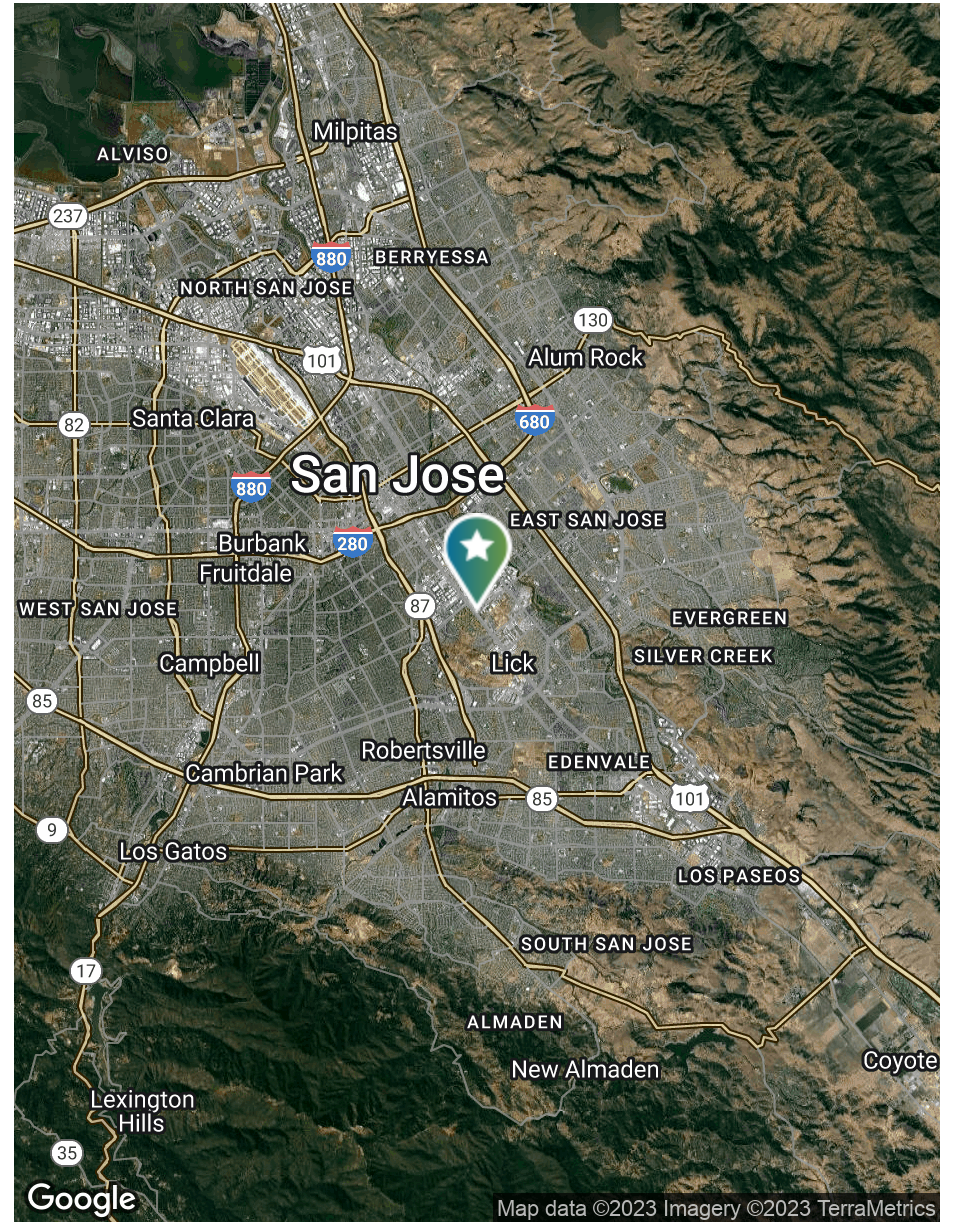 Milpitas
ALVISO
237
880
BERRYESSA
NORTH SAN JOSE
130
101
Alum Rock
Santa Clara
82
680
San Jose
880
EAST SAN JOSE
Burbank
280
Fruitdale
WEST SAN JOSE
87
EVERGREEN
Campbell
Lick
SILVER CREEK
85
Robertsville
EDENVALE
Cambrian Park
Alamitos
85
101
9
Los Gatos
LOS PASEOS
SOUTH SAN JOSE
17
ALMADEN
New Almaden
Coyote
Lexington
Hills
35
Google
Map data ©2023 Imagery ©2023 TerraMetrics